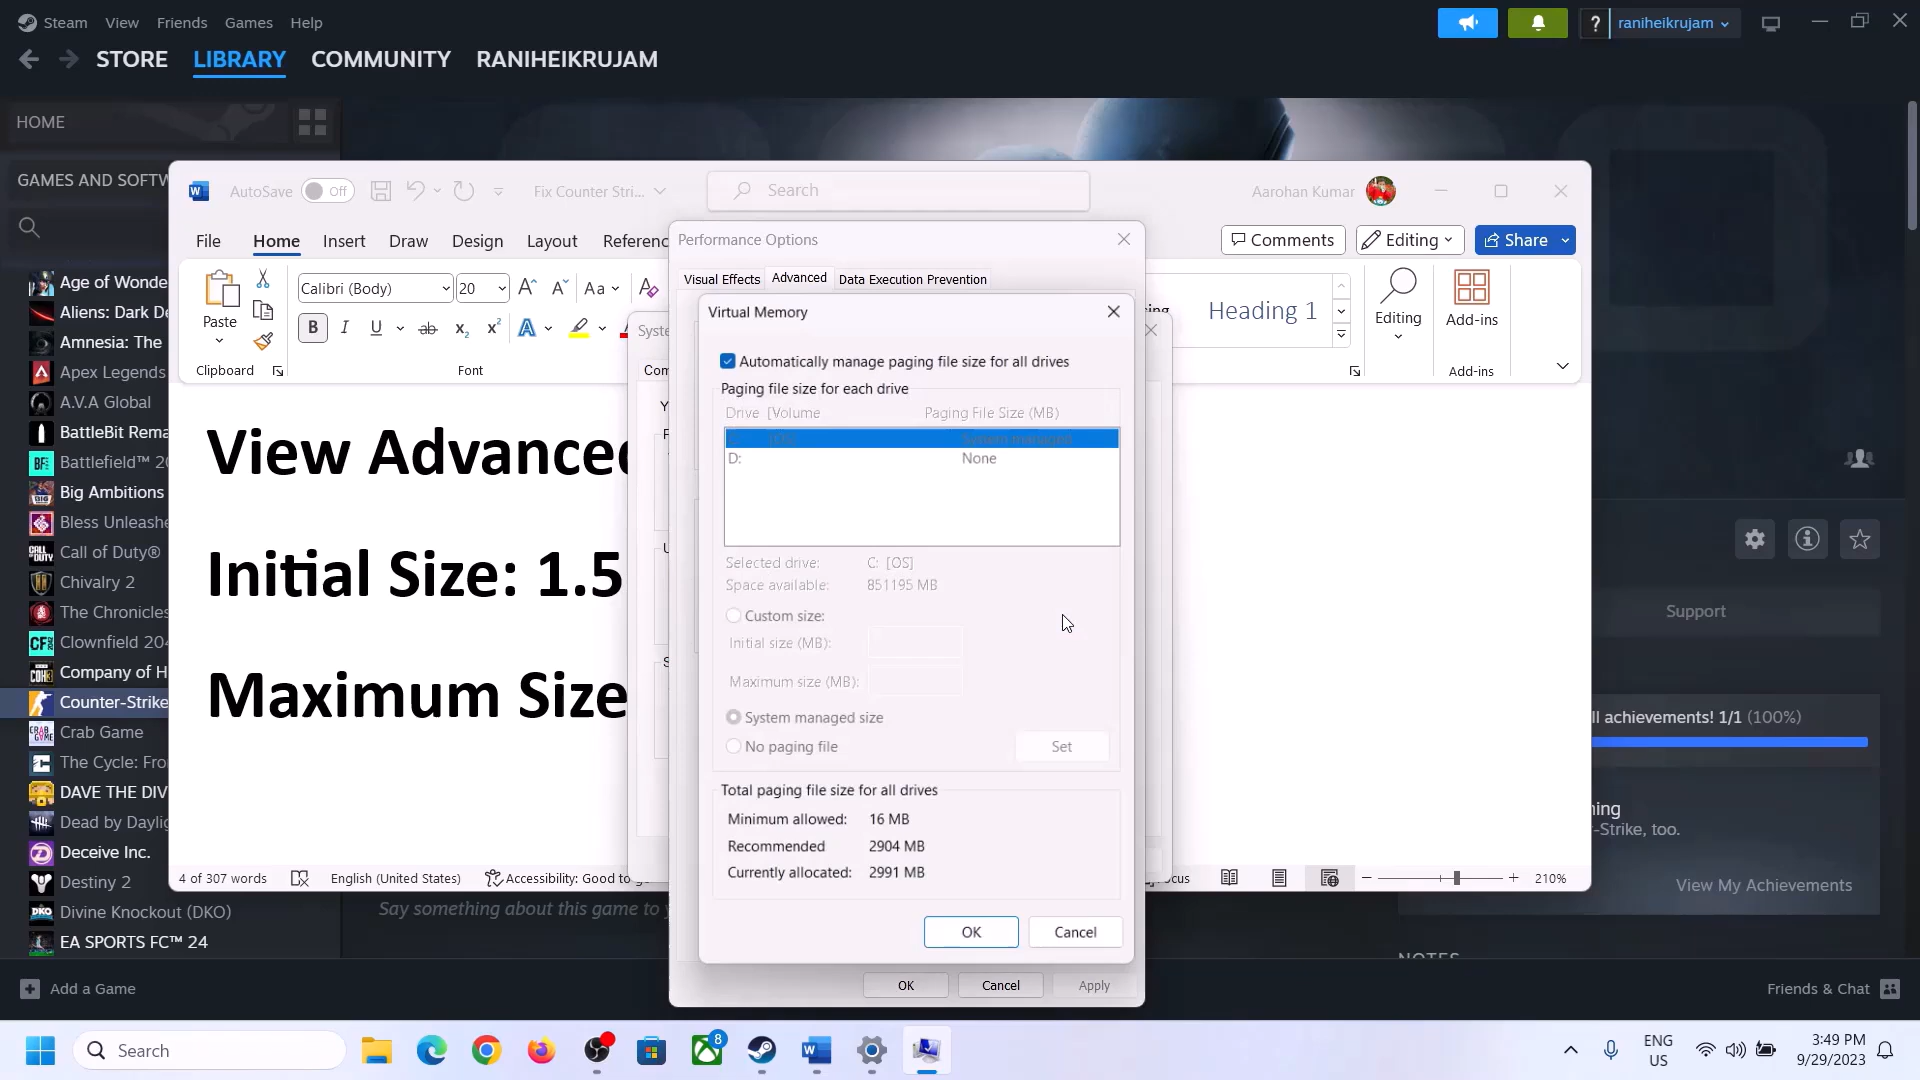 Steam View Friends Games Help
? raniheikrujam
STORE LIBRARY COMMUNITY RANIHEIKRUJAM
HOME
GAMES AND SOFTW
Age of Wonde
Aliens: Dark De
Amnesia: The
Apex Legends
A.V.A Global
BattleBit Rema
Battlefield™ 20
Big Ambitions
Bless Unleashe
Call of Duty®
Chivalry 2
The Chronicles
Clownfield 204
Company of H
Counter-Strike
Crab Game
The Cycle: Fro
DAVE THE DIV
Dead by Daylig
Deceive Inc.
Destiny 2
Divine Knockout (DKO)
EA SPORTS FC™ 24
Add a Game
AutoSave Off Fix Counter Stri... Search Aarohan Kumar
File Home Insert Draw Design Layout Referenc Comments Editing Share
Calibri (Body) 20
Paste
Clipboard Font
Heading 1
Editing
Add-ins
Add-ins
View Advanced
Initial Size: 1.5
Maximum Size
4 of 307 words English (United States) Accessibility: Good to g 210%
Syste
Com
Performance Options
Visual Effects Advanced Data Execution Prevention
Virtual Memory
Automatically manage paging file size for all drives
Paging file size for each drive
Drive [Volume Paging File Size (MB)
C: [OS] System managed
D: None
Selected drive: C: [OS]
Space available: 851195 MB
Custom size:
Initial size (MB):
Maximum size (MB):
System managed size
No paging file Set
Total paging file size for all drives
Minimum allowed: 16 MB
Recommended 2904 MB
Currently allocated: 2991 MB
OK Cancel
OK Cancel Apply
Support
ll achievements! 1/1 (100%)
-Strike, too.
View My Achievements
Say something about this game to y
NOTES
Friends & Chat
Search
8
ENG
US
3:49 PM
9/29/2023